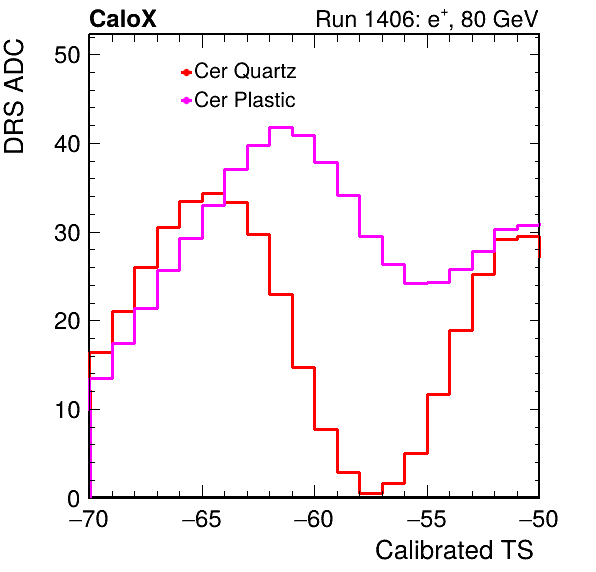 CaloX Run 1406: e+, 80 GeV
DRS ADC
Cer Quartz
Cer Plastic
50
40
30
20
10
0
−70 −65 −60 −55 −50
Calibrated TS